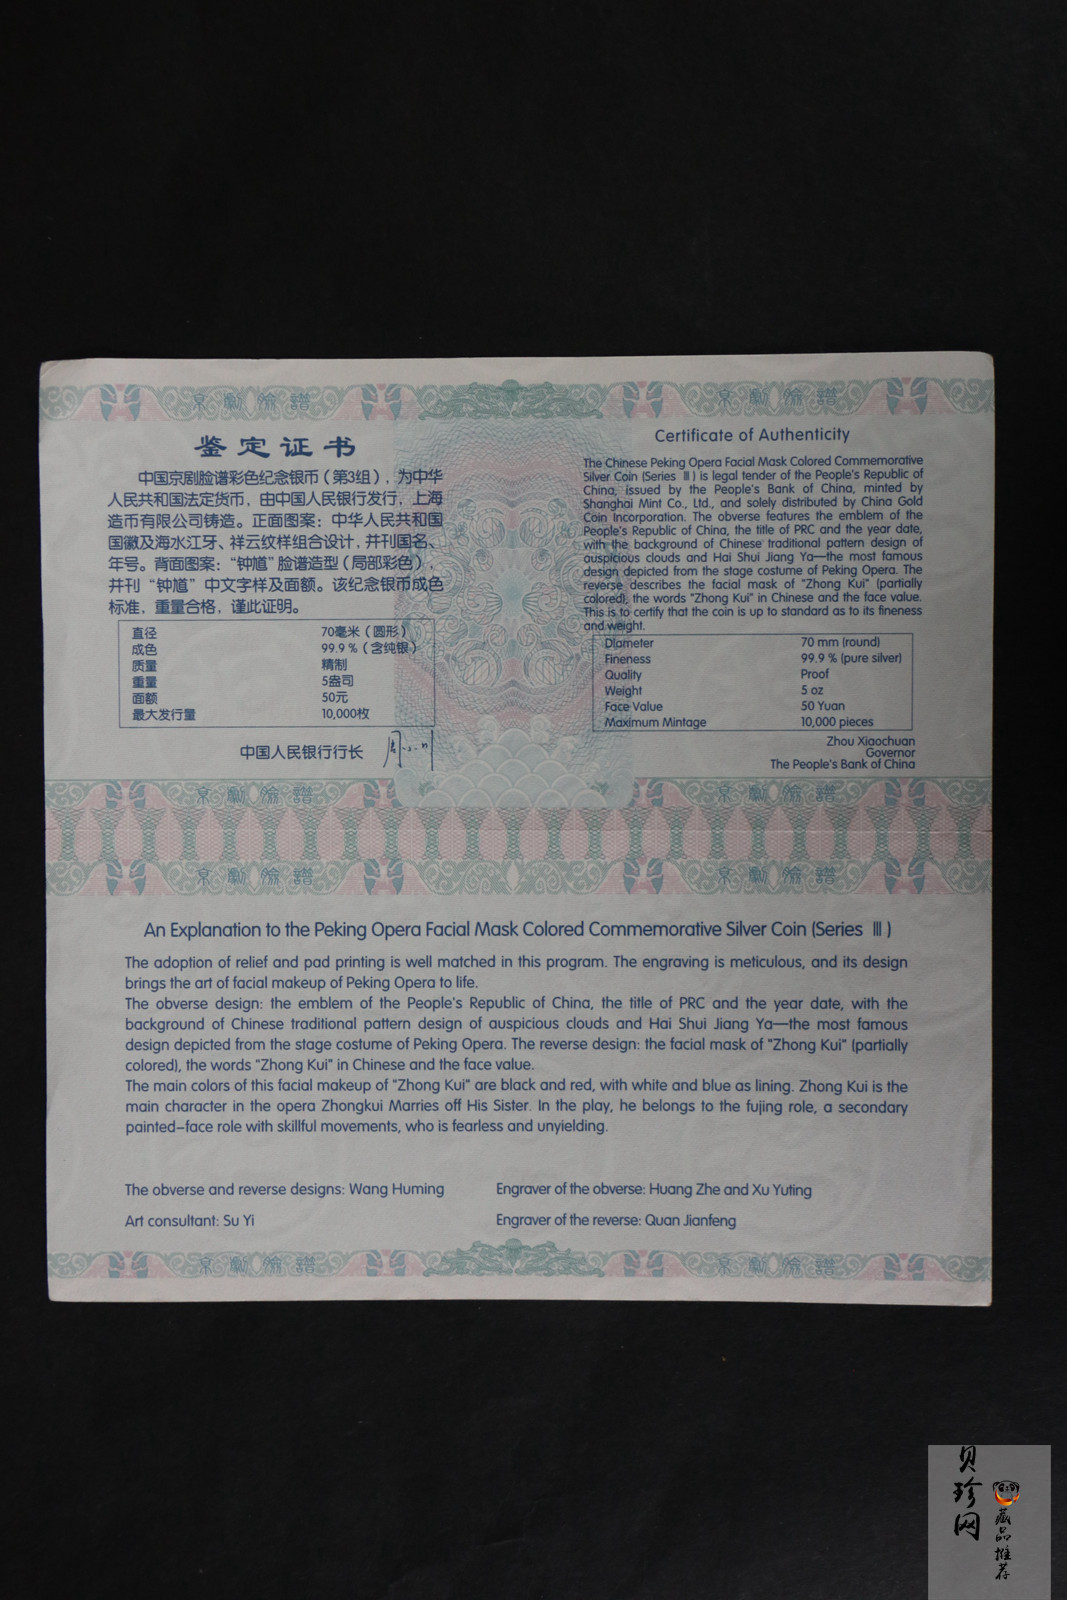 京剧脸谱 京剧脸谱
鉴定证书
中国京剧脸谱彩色纪念银币（第3组），为中华
人民共和国法定货币，由中国人民银行发行，上海
造币有限公司铸造。正面图案：中华人民共和国
国徽及海水江牙、祥云纹样组合设计，并刊国名、
年号。背面图案：“钟馗”脸谱造型（局部彩色），
并刊“钟馗”中文字样及面额。该纪念银币成色
标准，重量合格，谨此证明。
直径 70毫米（圆形）
成色 99.9 %（含纯银）
质量 精制
重量 5盎司
面额 50元
最大发行量 10,000枚
中国人民银行行长
Certificate of Authenticity
The Chinese Peking Opera Facial Mask Colored Commemorative
Silver Coin (Series Ⅲ) is legal tender of the People's Republic of
China, issued by the People's Bank of China, minted by
Shanghai Mint Co., Ltd., and solely distributed by China Gold
Coin Incorporation. The obverse features the emblem of the
People's Republic of China, the title of PRC and the year date,
with the background of Chinese traditional pattern design of
auspicious clouds and Hai Shui Jiang Ya—the most famous
design depicted from the stage costume of Peking Opera. The
reverse describes the facial mask of "Zhong Kui" (partially
colored), the words "Zhong Kui" in Chinese and the face value.
This is to certify that the coin is up to standard as to its fineness
and weight.
Diameter 70 mm (round)
Fineness 99.9 % (pure silver)
Quality Proof
Weight 5 oz
Face Value 50 Yuan
Maximum Mintage 10,000 pieces
Zhou Xiaochuan
Governor
The People's Bank of China
京剧脸谱 京剧脸谱
京剧脸谱 京剧脸谱
An Explanation to the Peking Opera Facial Mask Colored Commemorative Silver Coin (Series Ⅲ)
The adoption of relief and pad printing is well matched in this program. The engraving is meticulous, and its design
brings the art of facial makeup of Peking Opera to life.
The obverse design: the emblem of the People's Republic of China, the title of PRC and the year date, with the
background of Chinese traditional pattern design of auspicious clouds and Hai Shui Jiang Ya—the most famous
design depicted from the stage costume of Peking Opera. The reverse design: the facial mask of "Zhong Kui" (partially
colored), the words "Zhong Kui" in Chinese and the face value.
The main colors of this facial makeup of "Zhong Kui" are black and red, with white and blue as lining. Zhong Kui is the
main character in the opera Zhongkui Marries off His Sister. In the play, he belongs to the fujing role, a secondary
painted–face role with skillful movements, who is fearless and unyielding.
The obverse and reverse designs: Wang Huming Engraver of the obverse: Huang Zhe and Xu Yuting
Art consultant: Su Yi Engraver of the reverse: Quan Jianfeng
京剧脸谱 京剧脸谱
贝珍网
藏品推荐